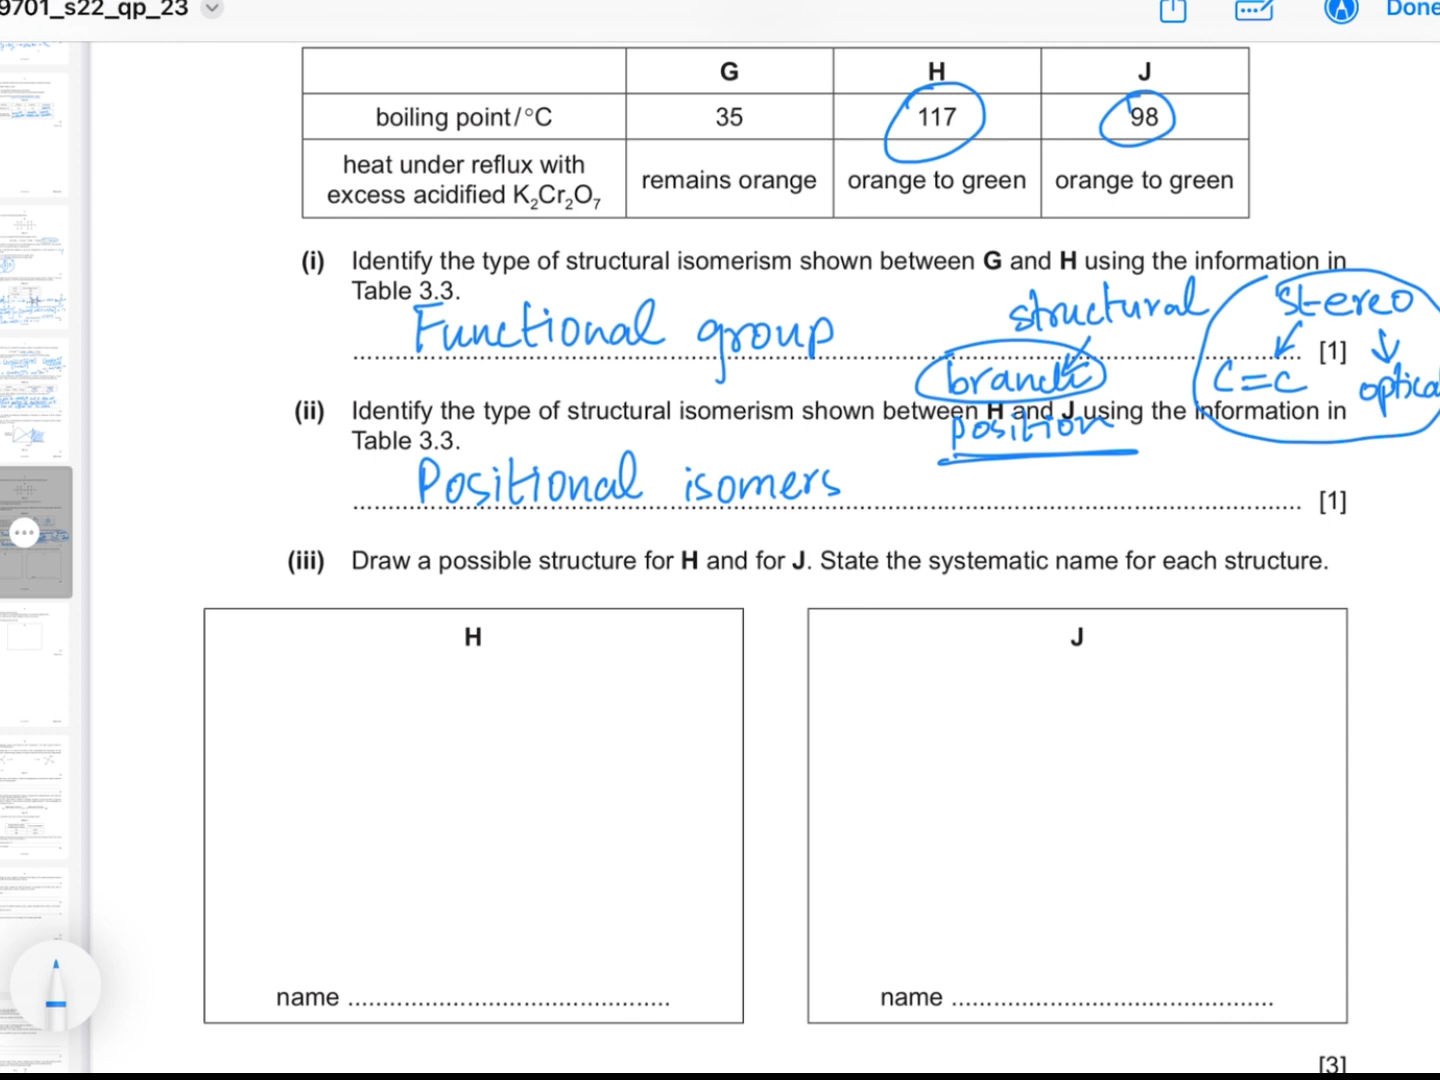 9701_s22_qp_23
Done
G H J
boiling point/°C 35 117 98
heat under reflux with
excess acidified K₂Cr₂O₇ remains orange orange to green orange to green
(i) Identify the type of structural isomerism shown between G and H using the information in
Table 3.3.
Functional group
structural
stereo
[1]
branch
C=C
optical
(ii) Identify the type of structural isomerism shown between H and J using the information in
Table 3.3.
position
Positional isomers
[1]
(iii) Draw a possible structure for H and for J. State the systematic name for each structure.
H J
name name
[3]